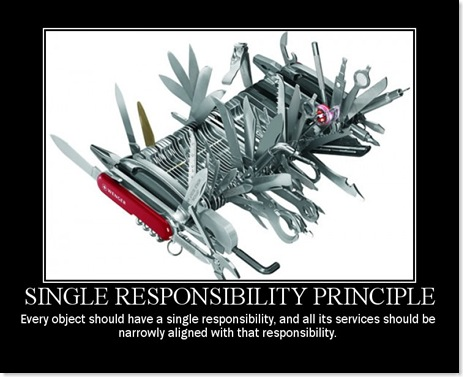 WENGER
SINGLE RESPONSIBILITY PRINCIPLE
Every object should have a single responsibility, and all its services should be
narrowly aligned with that responsibility.